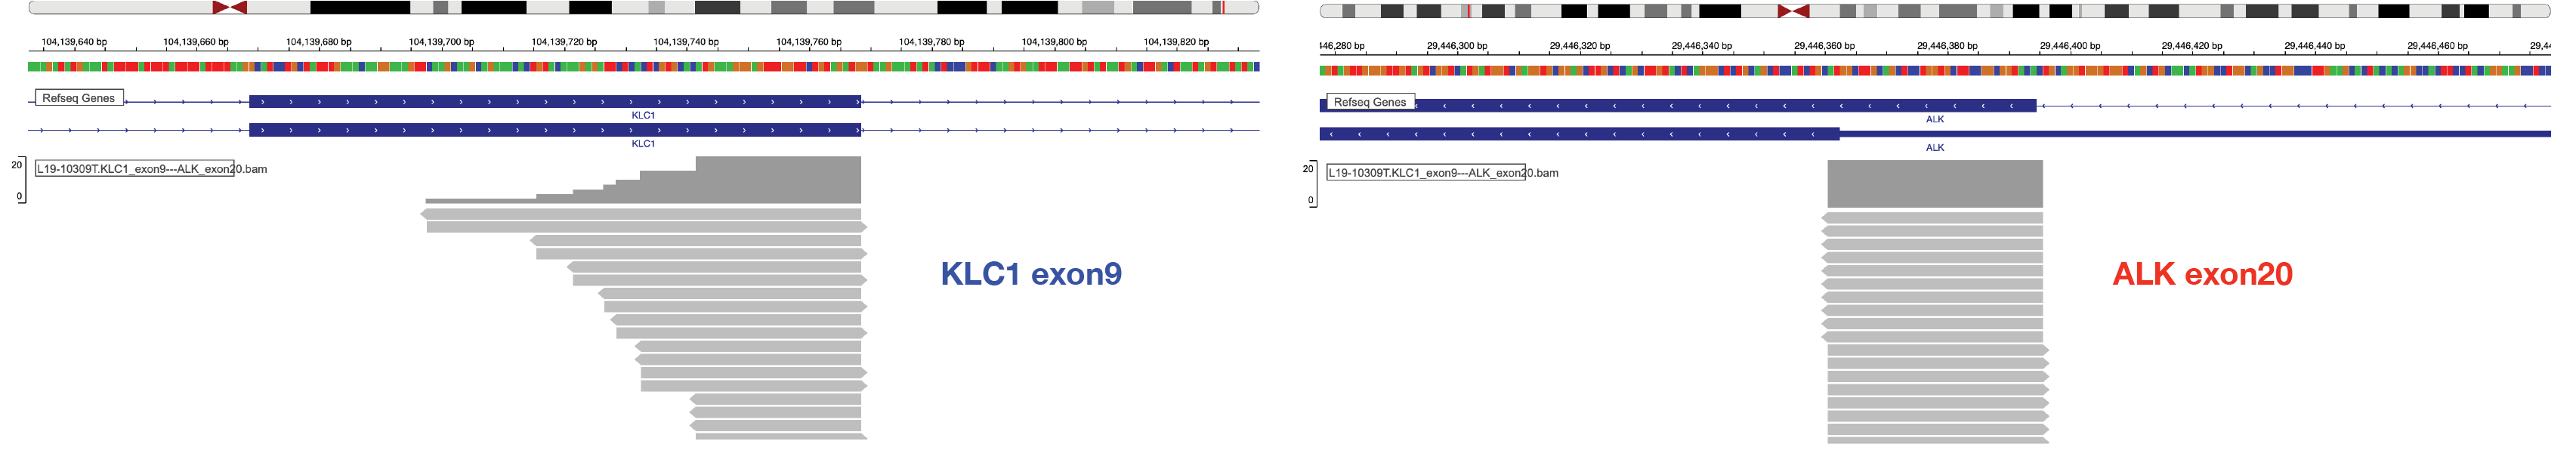 104,139,640 bp 104,139,660 bp 104,139,680 bp 104,139,700 bp 104,139,720 bp 104,139,740 bp 104,139,760 bp 104,139,780 bp 104,139,800 bp 104,139,820 bp
Refseq Genes
KLC1
KLC1
20
L19-10309T.KLC1_exon9---ALK_exon20.bam
0
KLC1 exon9
46,280 bp 29,446,300 bp 29,446,320 bp 29,446,340 bp 29,446,360 bp 29,446,380 bp 29,446,400 bp 29,446,420 bp 29,446,440 bp 29,446,460 bp 29,4
Refseq Genes
ALK
ALK
20
L19-10309T.KLC1_exon9---ALK_exon20.bam
0
ALK exon20